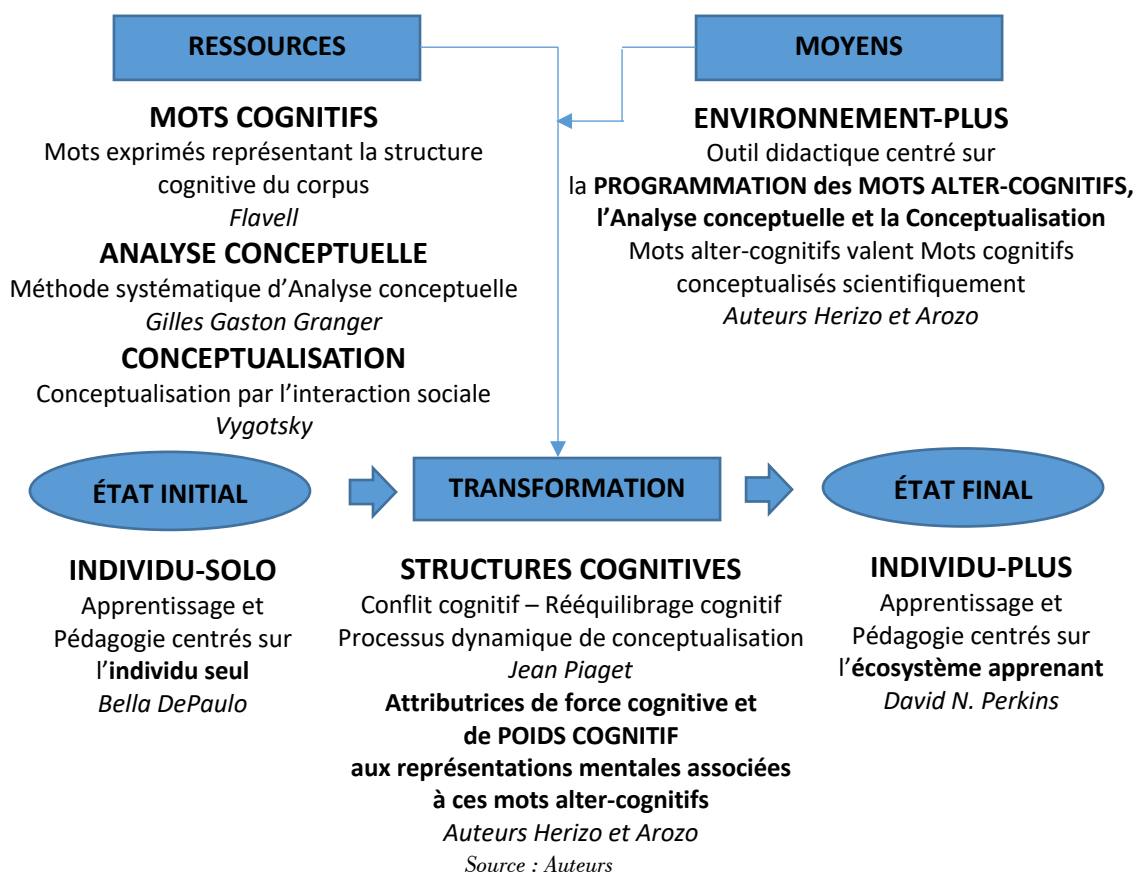 RESSOURCES
MOYENS
MOTS COGNITIFS
Mots exprimés représentant la structure
cognitive du corpus
Flavell
ANALYSE CONCEPTUELLE
Méthode systématique d’Analyse conceptuelle
Gilles Gaston Granger
CONCEPTUALISATION
Conceptualisation par l’interaction sociale
Vygotsky
ENVIRONNEMENT-PLUS
Outil didactique centré sur
la PROGRAMMATION des MOTS ALTER-COGNITIFS,
l’Analyse conceptuelle et la Conceptualisation
Mots alter-cognitifs valent Mots cognitifs
conceptualisés scientifiquement
Auteurs Herizo et Arozo
ÉTAT INITIAL
TRANSFORMATION
ÉTAT FINAL
INDIVIDU-SOLO
Apprentissage et
Pédagogie centrés sur
l’individu seul
Bella DePaulo
STRUCTURES COGNITIVES
Conflit cognitif – Rééquilibrage cognitif
Processus dynamique de conceptualisation
Jean Piaget
Attributrices de force cognitive et
de POIDS COGNITIF
aux représentations mentales associées
à ces mots alter-cognitifs
Auteurs Herizo et Arozo
INDIVIDU-PLUS
Apprentissage et
Pédagogie centrés sur
l’écosystème apprenant
David N. Perkins
Source : Auteurs